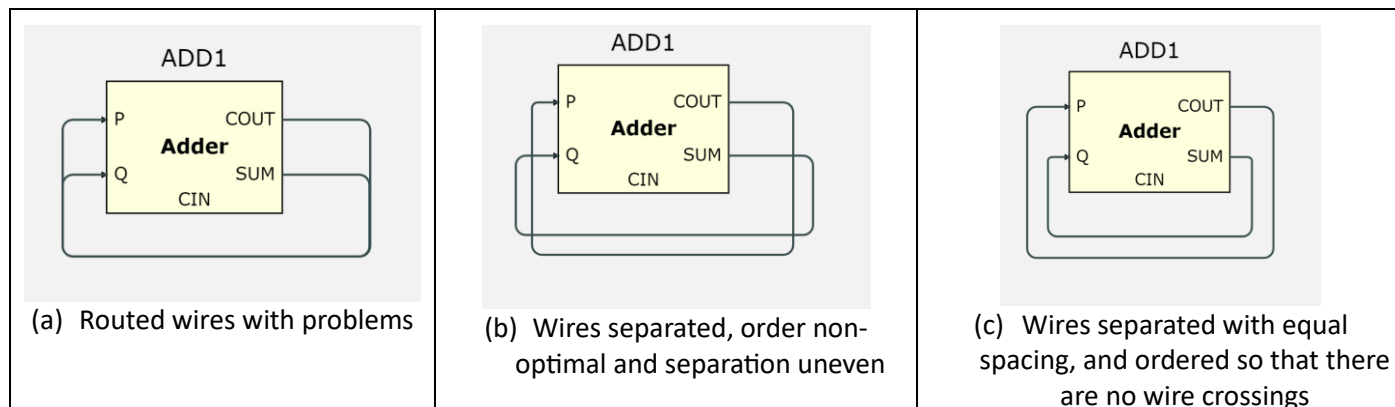 ADD1
P COUT
Adder
Q SUM
CIN
(a) Routed wires with problems
ADD1
P COUT
Adder
Q SUM
CIN
(b) Wires separated, order non-
optimal and separation uneven
ADD1
P COUT
Adder
Q SUM
CIN
(c) Wires separated with equal
spacing, and ordered so that there
are no wire crossings